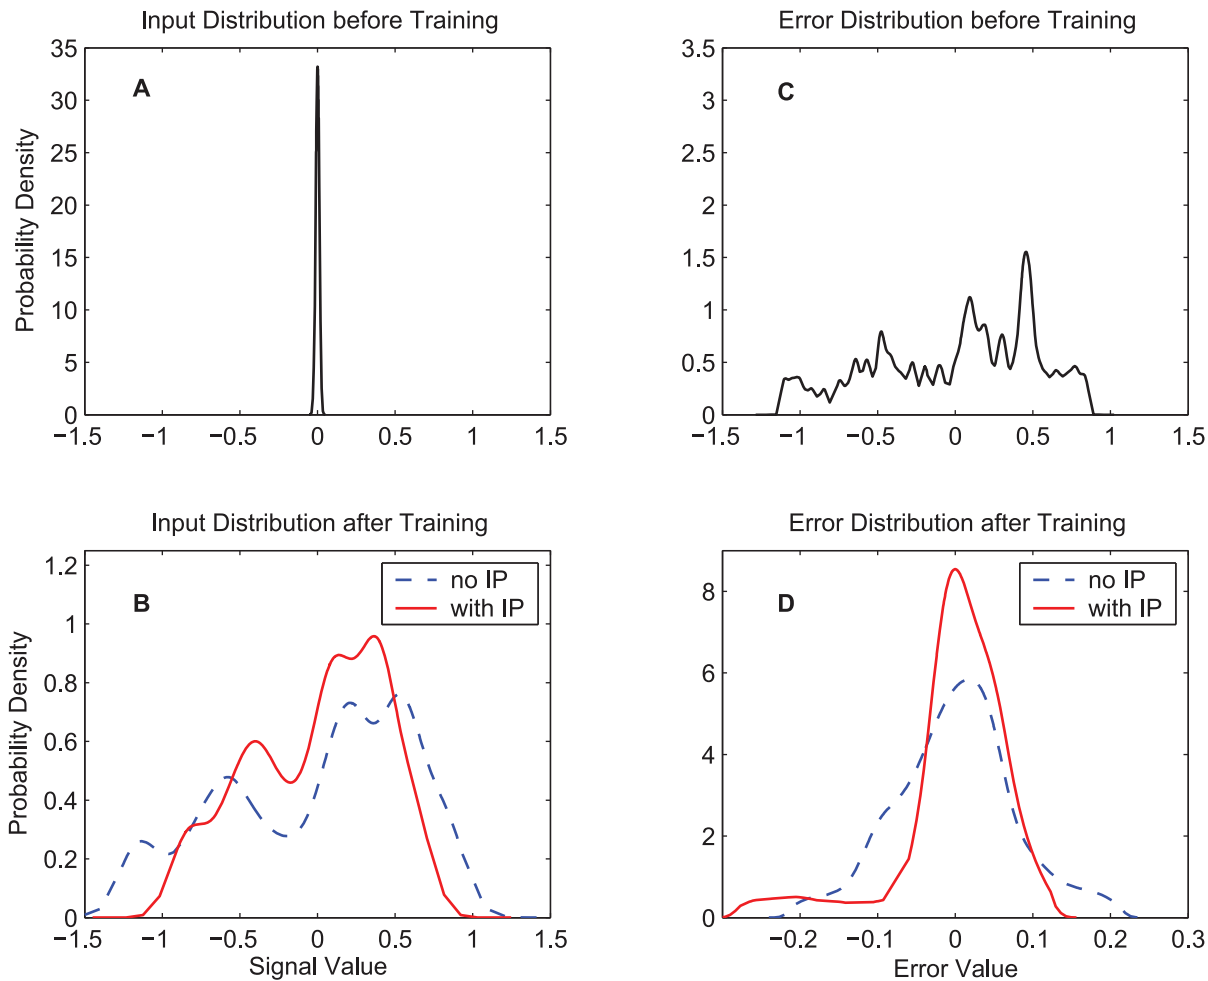 Input Distribution before Training
35
30
25
20
15
10
5
0
A
Probability Density
−1.5 −1 −0.5 0 0.5 1 1.5
Error Distribution before Training
3.5
3
2.5
2
1.5
1
0.5
0
C
−1.5 −1 −0.5 0 0.5 1 1.5
Input Distribution after Training
1.2
1
0.8
0.6
0.4
0.2
0
B
no IP
with IP
Probability Density
−1.5 −1 −0.5 0 0.5 1 1.5
Signal Value
Error Distribution after Training
8
6
4
2
0
D
no IP
with IP
−0.2 −0.1 0 0.1 0.2 0.3
Error Value